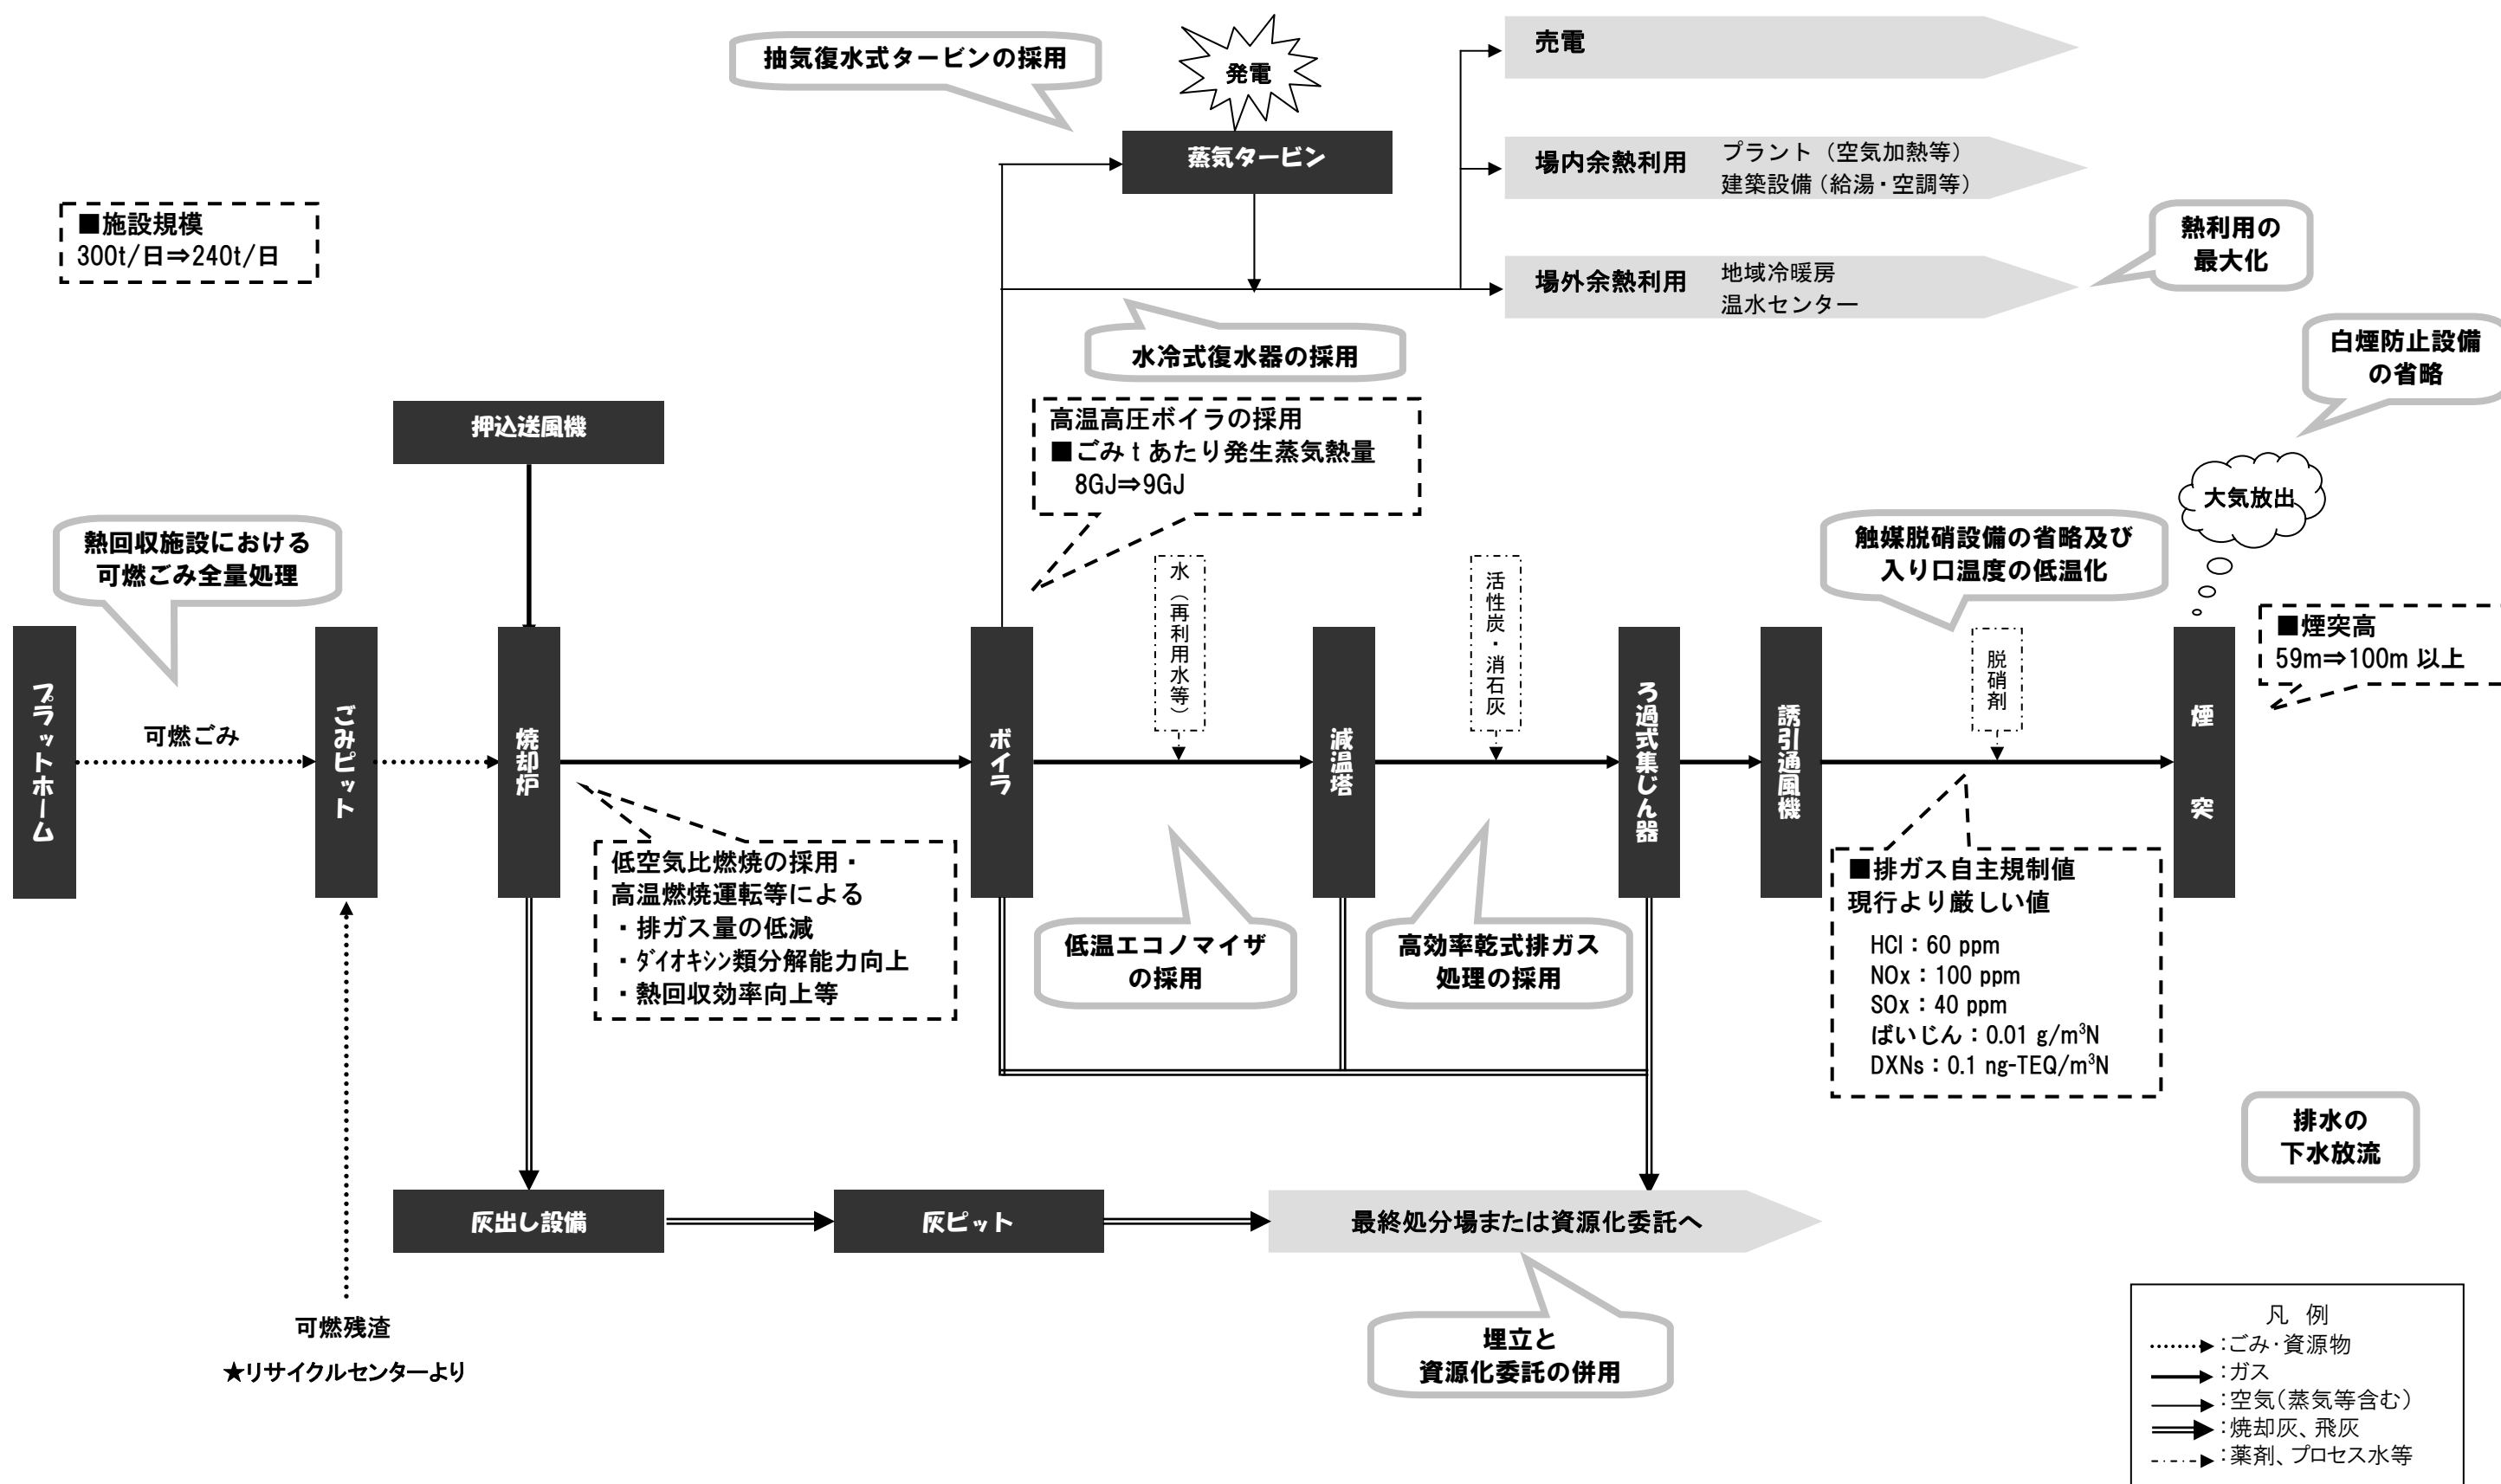 抽気復水式タービンの採用
発電
蒸気タービン
売電
場内余熱利用
プラント（空気加熱等）
建築設備（給湯・空調等）
場外余熱利用
地域冷暖房
温水センター
熱利用の
最大化
■施設規模
300t/日⇒240t/日
水冷式復水器の採用
白煙防止設備
の省略
押込送風機
高温高圧ボイラの採用
■ごみｔあたり発生蒸気熱量
8GJ⇒9GJ
大気放出
熱回収施設における
可燃ごみ全量処理
水（再利用水等）
活性炭・消石灰
触媒脱硝設備の省略及び
入り口温度の低温化
脱硝剤
■煙突高
59m⇒100m 以上
プラットホーム
可燃ごみ
ごみピット
焼却炉
ボイラ
減温塔
ろ過式集じん器
誘引通風機
煙突
低空気比燃焼の採用・
高温燃焼運転等による
・排ガス量の低減
・ﾀﾞｲｵｷｼﾝ類分解能力向上
・熱回収効率向上等
低温エコノマイザ
の採用
高効率乾式排ガス
処理の採用
■排ガス自主規制値
現行より厳しい値
HCl：60 ppm
NOx：100 ppm
SOx：40 ppm
ばいじん：0.01 g/m³N
DXNs：0.1 ng-TEQ/m³N
排水の
下水放流
灰出し設備
灰ピット
最終処分場または資源化委託へ
可燃残渣
★リサイクルセンターより
埋立と
資源化委託の併用
凡 例
：ごみ・資源物
：ガス
：空気（蒸気等含む）
：焼却灰、飛灰
：薬剤、プロセス水等